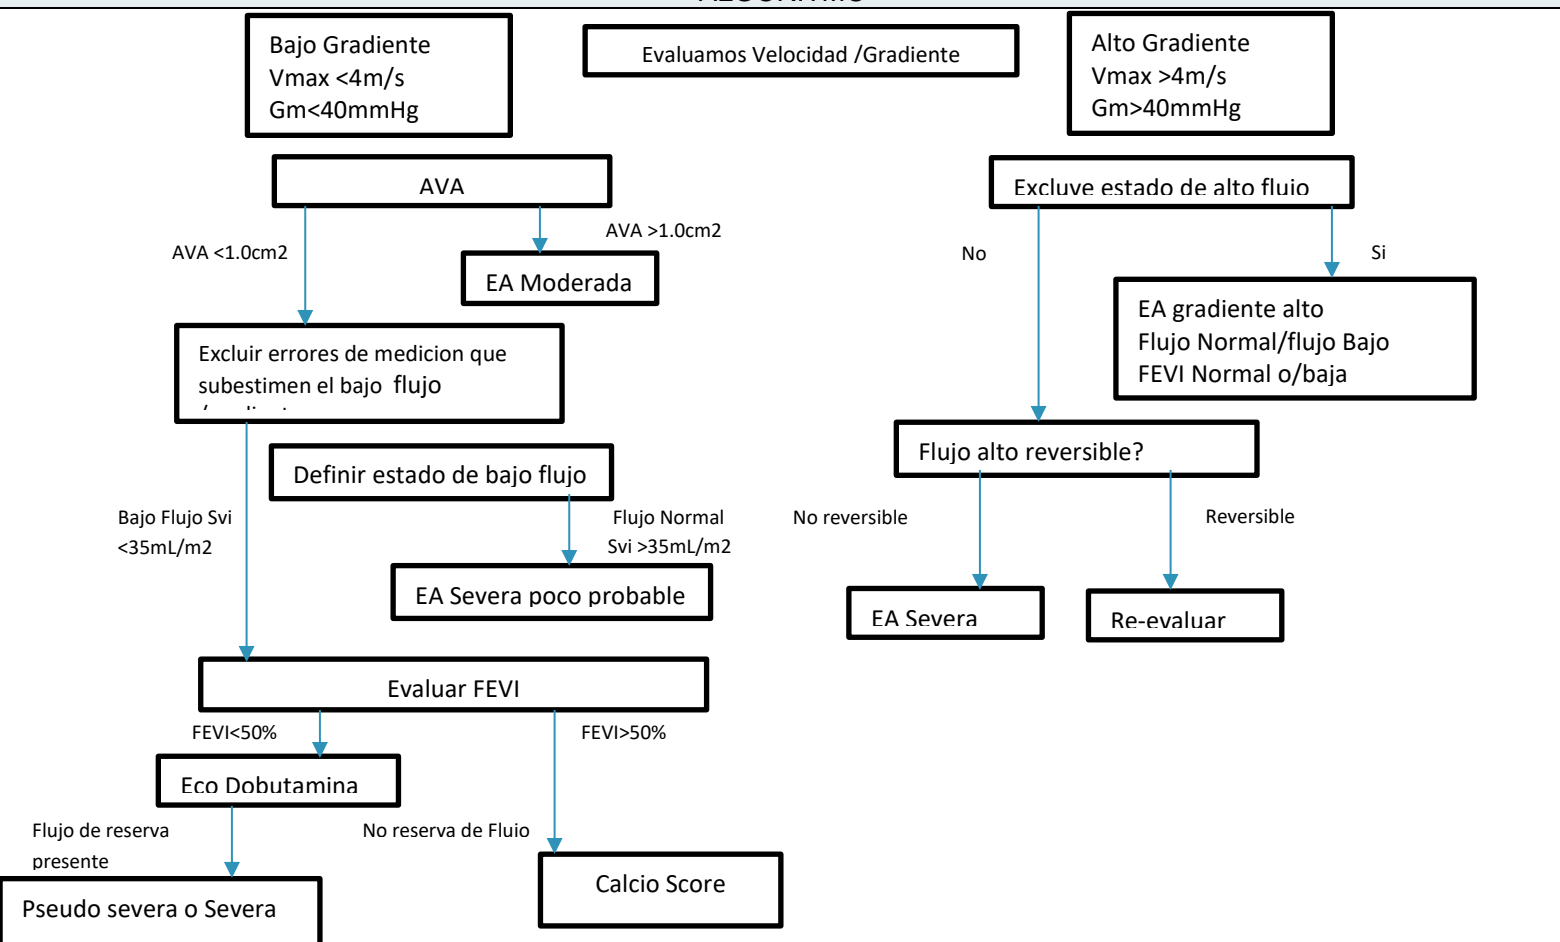 Bajo Gradiente
Vmax <4m/s
Gm<40mmHg
Evaluamos Velocidad /Gradiente
Alto Gradiente
Vmax >4m/s
Gm>40mmHg
AVA
Excluye estado de alto flujo
AVA <1.0cm2
AVA >1.0cm2
No
Si
EA Moderada
EA gradiente alto
Flujo Normal/flujo Bajo
FEVI Normal o/baja
Excluir errores de medicion que
subestimen el bajo flujo
Flujo alto reversible?
Definir estado de bajo flujo
Bajo Flujo Svi
<35mL/m2
Flujo Normal
Svi >35mL/m2
No reversible
Reversible
EA Severa poco probable
EA Severa
Re-evaluar
Evaluar FEVI
FEVI<50%
FEVI>50%
Eco Dobutamina
Flujo de reserva
presente
No reserva de Flujo
Calcio Score
Pseudo severa o Severa